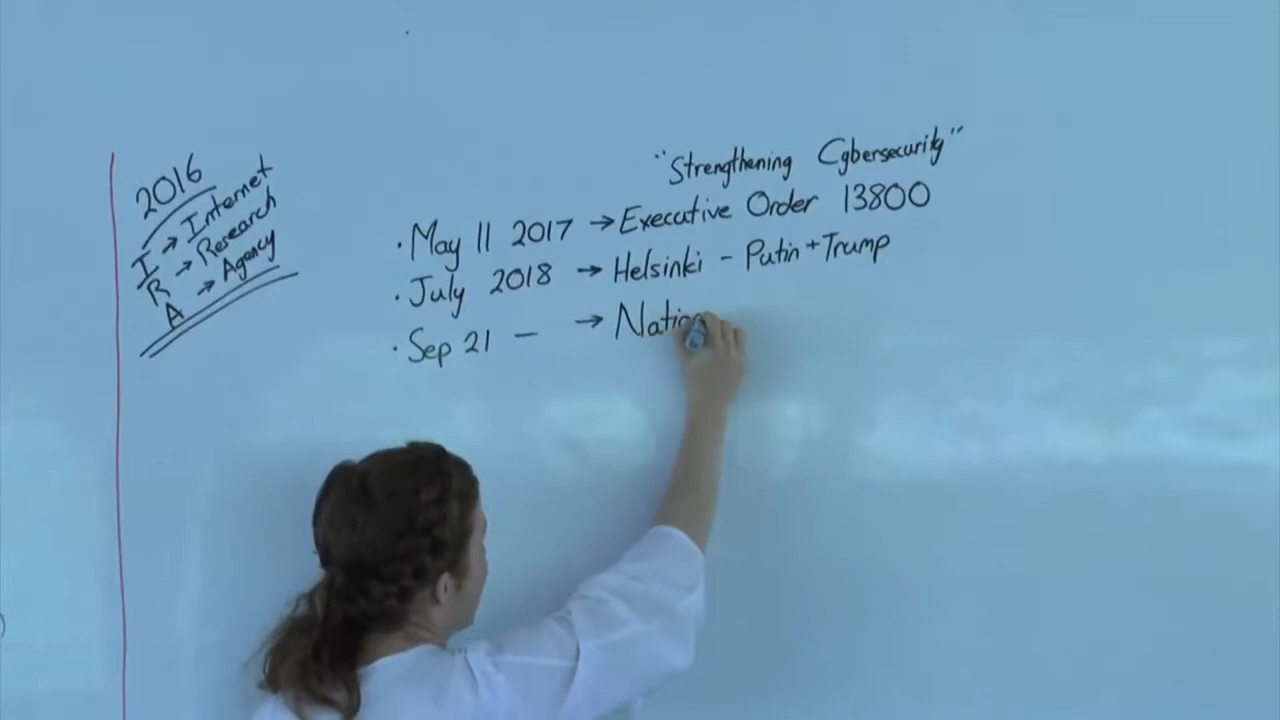 2016
I → Internet
R → Research
A → Agency
"Strengthening Cybersecurity"
· May 11 2017 → Executive Order 13800
· July 2018 → Helsinki - Putin + Trump
· Sep 21 - → Natio